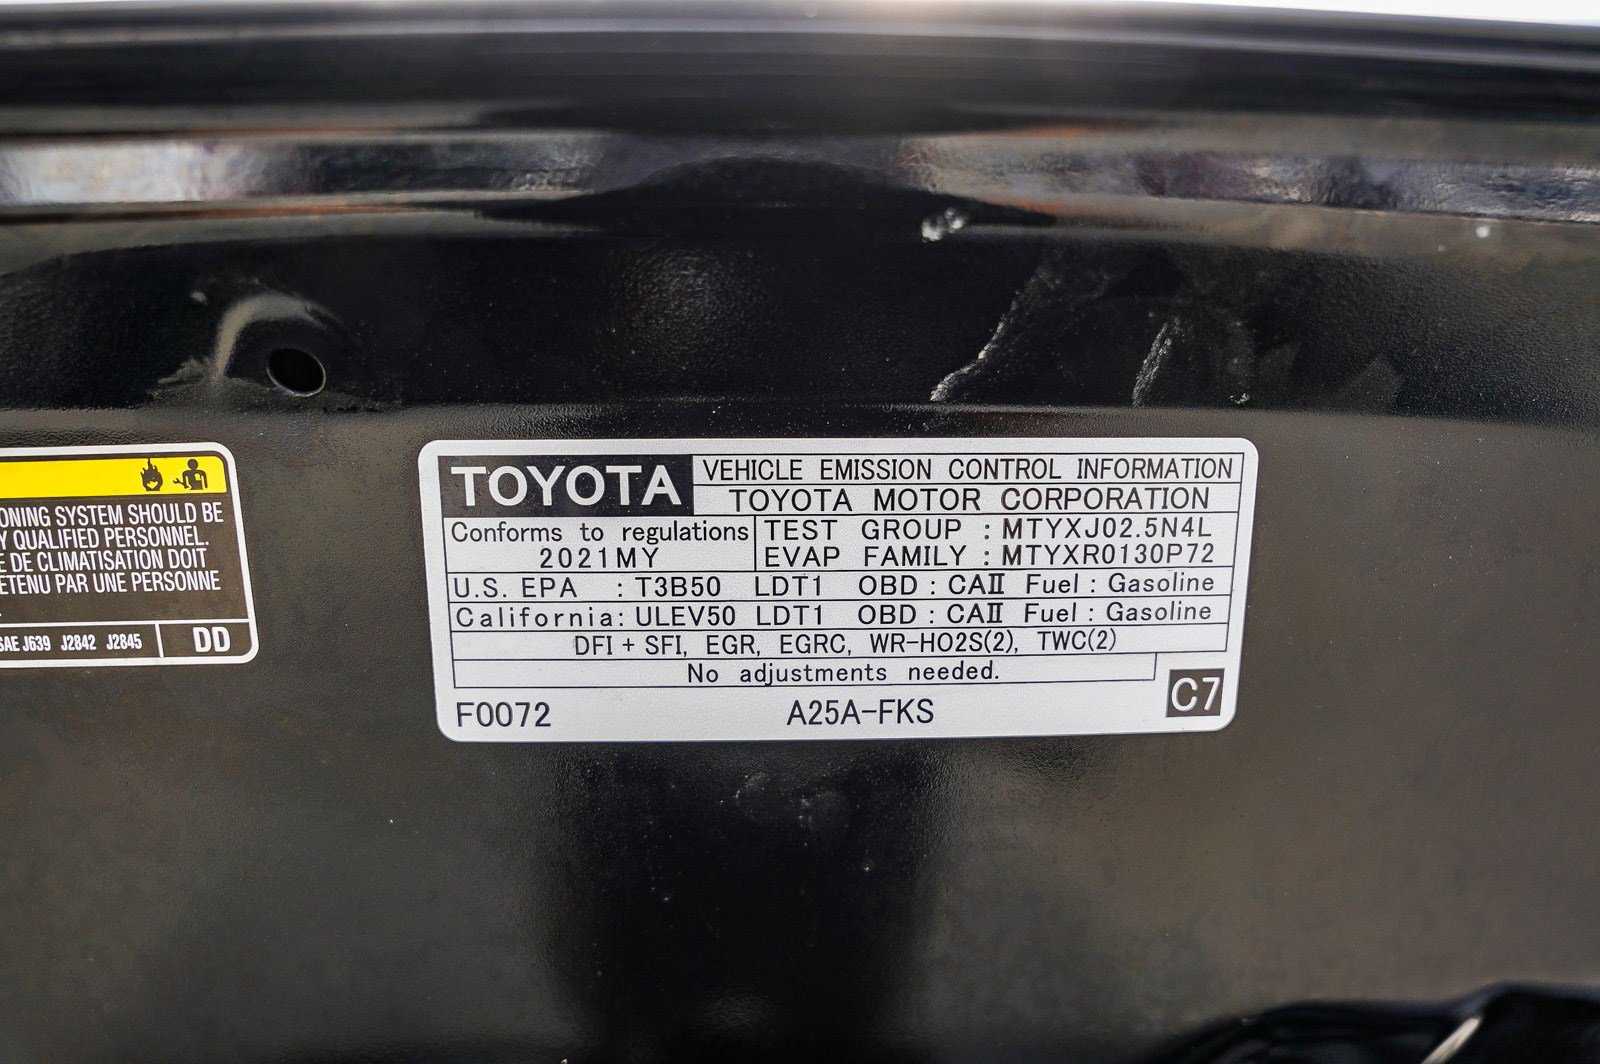 ONING SYSTEM SHOULD BE
Y QUALIFIED PERSONNEL.
E DE CLIMATISATION DOIT
ETENU PAR UNE PERSONNE
SAE J639 J2842 J2845 DD
TOYOTA VEHICLE EMISSION CONTROL INFORMATION
TOYOTA MOTOR CORPORATION
Conforms to regulations
2021MY
TEST GROUP : MTYXJ02.5N4L
EVAP FAMILY : MTYXR0130P72
U.S. EPA : T3B50 LDT1 OBD : CAⅡ Fuel : Gasoline
California: ULEV50 LDT1 OBD : CAⅡ Fuel : Gasoline
DFI + SFI, EGR, EGRC, WR-HO2S(2), TWC(2)
No adjustments needed.
F0072 A25A-FKS C7